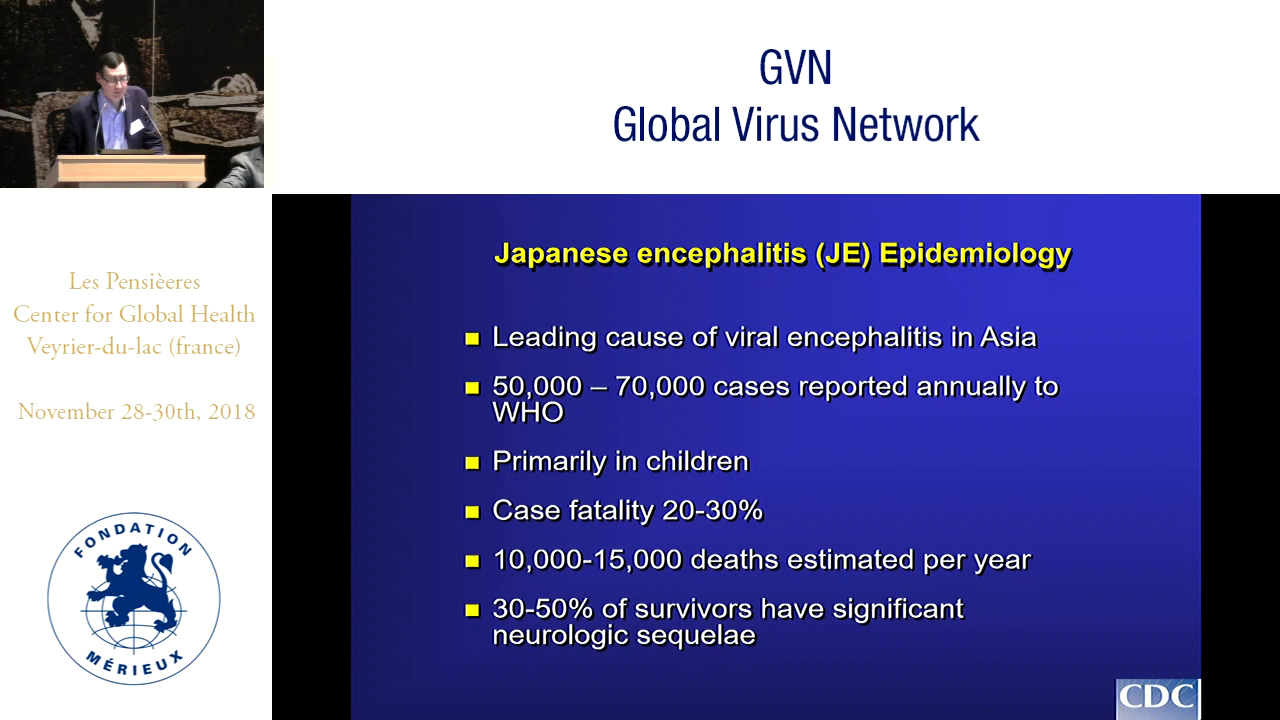 GVN
Global Virus Network
Les Pensièeres
Center for Global Health
Veyrier-du-lac (france)
November 28-30th, 2018
FONDATION
MÉRIEUX
Japanese encephalitis (JE) Epidemiology
Leading cause of viral encephalitis in Asia
50,000 – 70,000 cases reported annually to
WHO
Primarily in children
Case fatality 20-30%
10,000-15,000 deaths estimated per year
30-50% of survivors have significant
neurologic sequelae
CDC